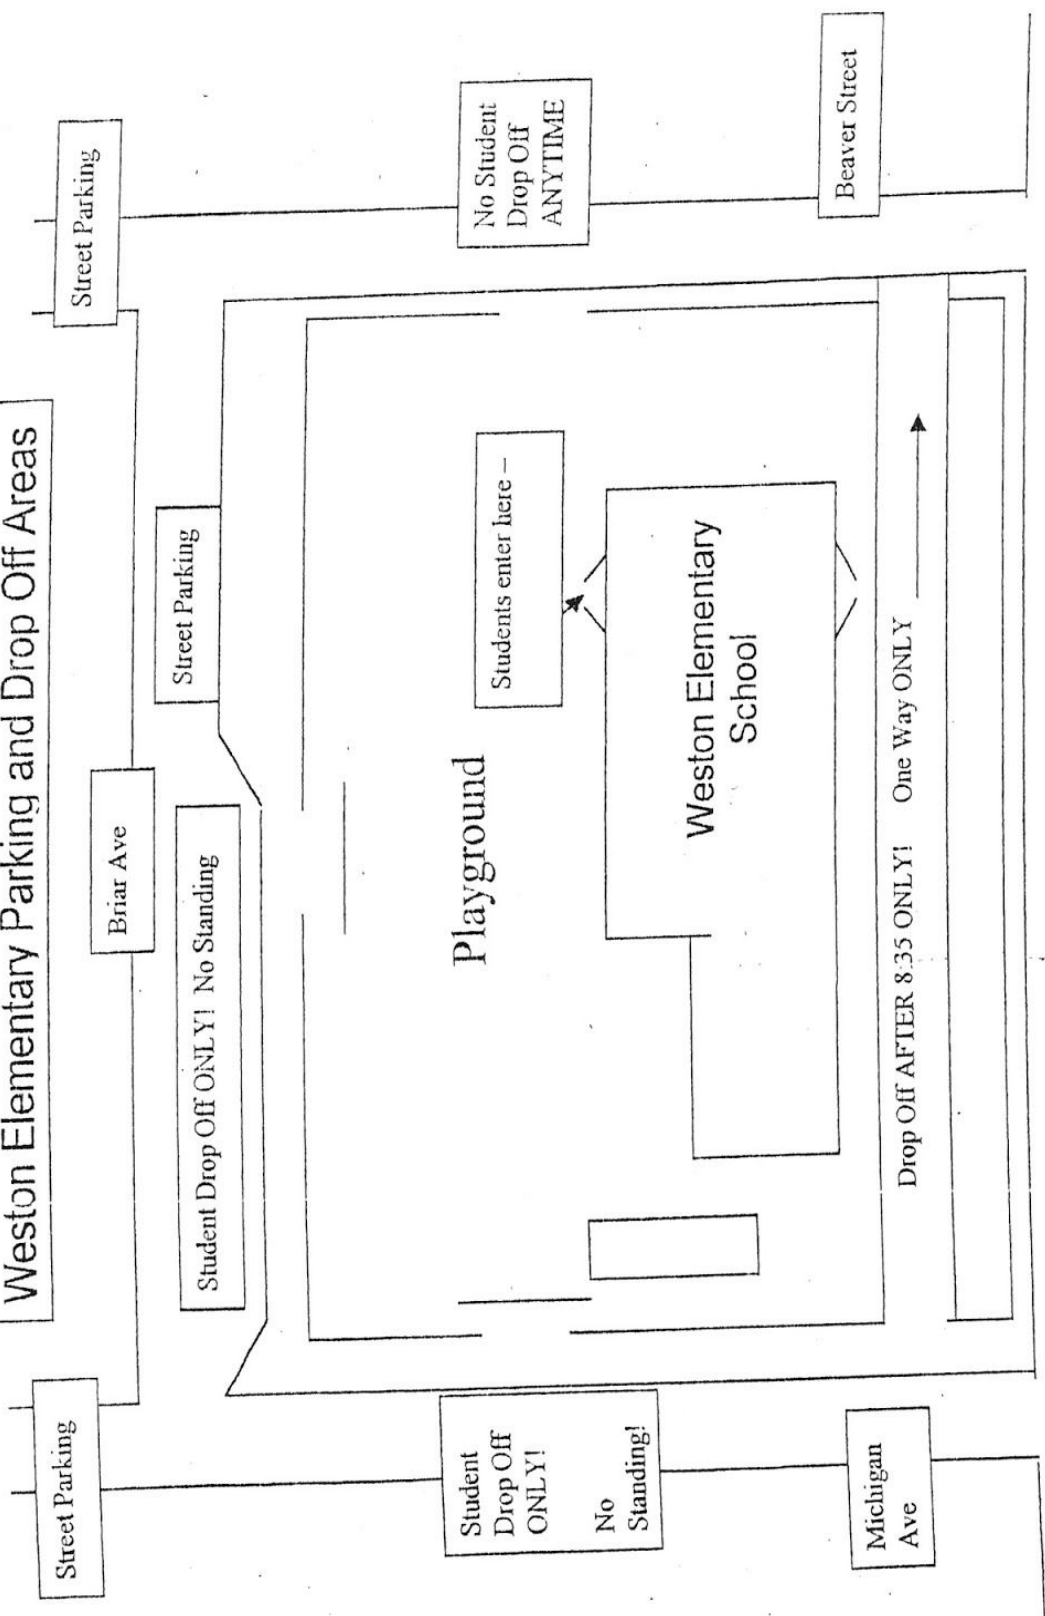 Weston Elementary Parking and Drop Off Areas
Street Parking
Briar Ave
Street Parking
Student Drop Off ONLY! No Standing
Street Parking
Student
Drop Off
ONLY!
No
Standing!
Playground
Students enter here –
No Student
Drop Off
ANYTIME
Weston Elementary
School
Michigan
Ave
Drop Off AFTER 8:35 ONLY! One Way ONLY
Beaver Street